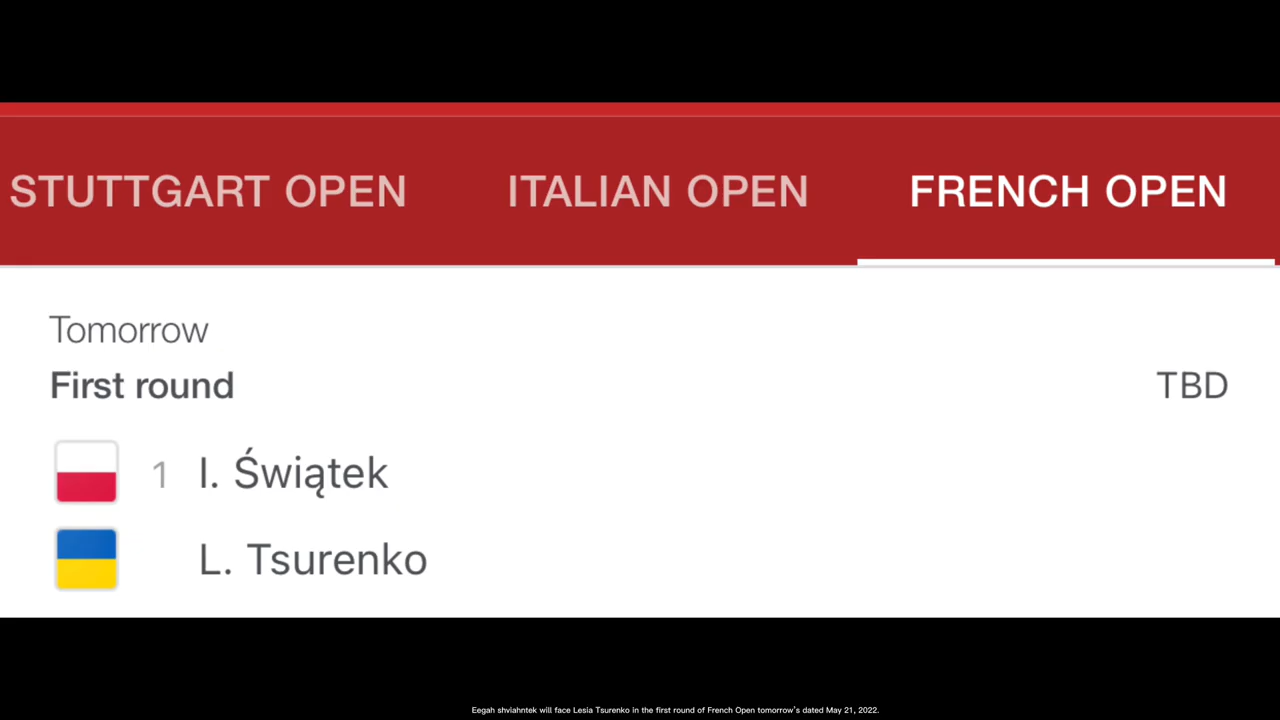 STUTTGART OPEN ITALIAN OPEN FRENCH OPEN
Tomorrow
First round TBD
1 I. Świątek
L. Tsurenko
Eegah shviahntek will face Lesia Tsurenko in the first round of French Open tomorrow's dated May 21, 2022.